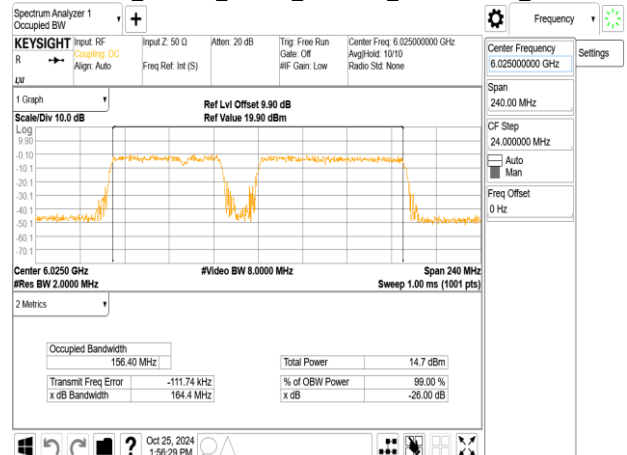 Spectrum Analyzer 1
Occupied BW
Frequency
KEYSIGHT
R
LXI
Input: RF
Coupling: DC
Align: Auto
Input Z: 50 Ω
Freq Ref: Int (S)
Atten: 20 dB
Trig: Free Run
Gate: Off
#IF Gain: Low
Center Freq: 6.025000000 GHz
Avg|Hold: 10/10
Radio Std: None
Center Frequency
6.025000000 GHz
Settings
Span
240.00 MHz
CF Step
24.000000 MHz
Auto
Man
Freq Offset
0 Hz
1 Graph
Scale/Div 10.0 dB
Ref Lvl Offset 9.90 dB
Ref Value 19.90 dBm
Log
9.90
-0.10
-10.1
-20.1
-30.1
-40.1
-50.1
-60.1
-70.1
Center 6.0250 GHz
#Video BW 8.0000 MHz
Span 240 MHz
#Res BW 2.0000 MHz
Sweep 1.00 ms (1001 pts)
2 Metrics
Occupied Bandwidth
156.40 MHz
Total Power 14.7 dBm
Transmit Freq Error -111.74 kHz
% of OBW Power 99.00 %
x dB Bandwidth 164.4 MHz
x dB -26.00 dB
?
Oct 25, 2024
1:56:29 PM